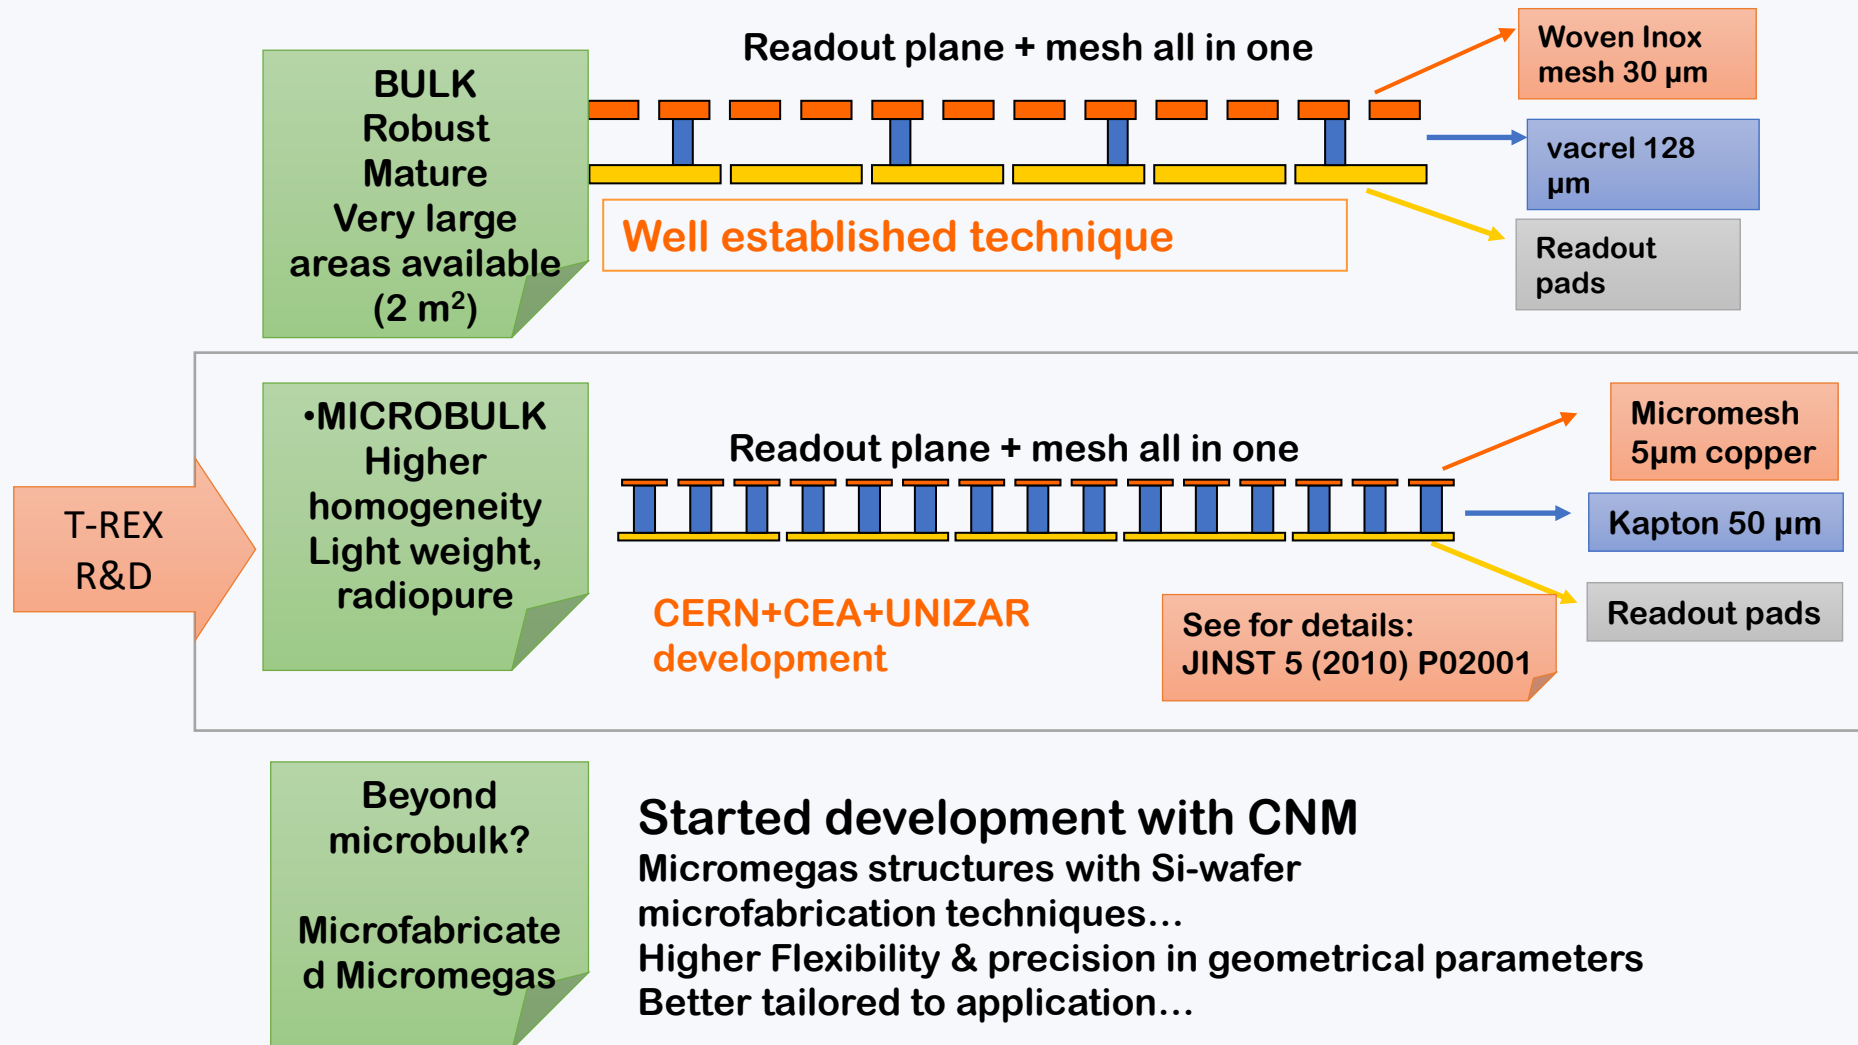 BULK
Robust
Mature
Very large
areas available
(2 m²)
Readout plane + mesh all in one
Woven Inox
mesh 30 µm
vacrel 128
µm
Readout
pads
Well established technique
T-REX
R&D
•MICROBULK
Higher
homogeneity
Light weight,
radiopure
Readout plane + mesh all in one
Micromesh
5µm copper
Kapton 50 µm
Readout pads
CERN+CEA+UNIZAR
development
See for details:
JINST 5 (2010) P02001
Beyond
microbulk?
Microfabricate
d Micromegas
Started development with CNM
Micromegas structures with Si-wafer
microfabrication techniques…
Higher Flexibility & precision in geometrical parameters
Better tailored to application…